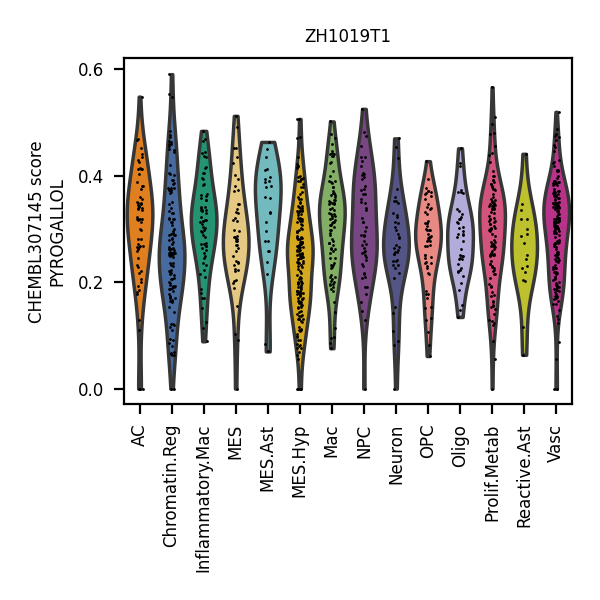 ZH1019T1
CHEMBL307145 score
PYROGALLOL
0.6
0.4
0.2
0.0
AC
Chromatin.Reg
Inflammatory.Mac
MES
MES.Ast
MES.Hyp
Mac
NPC
Neuron
OPC
Oligo
Prolif.Metab
Reactive.Ast
Vasc